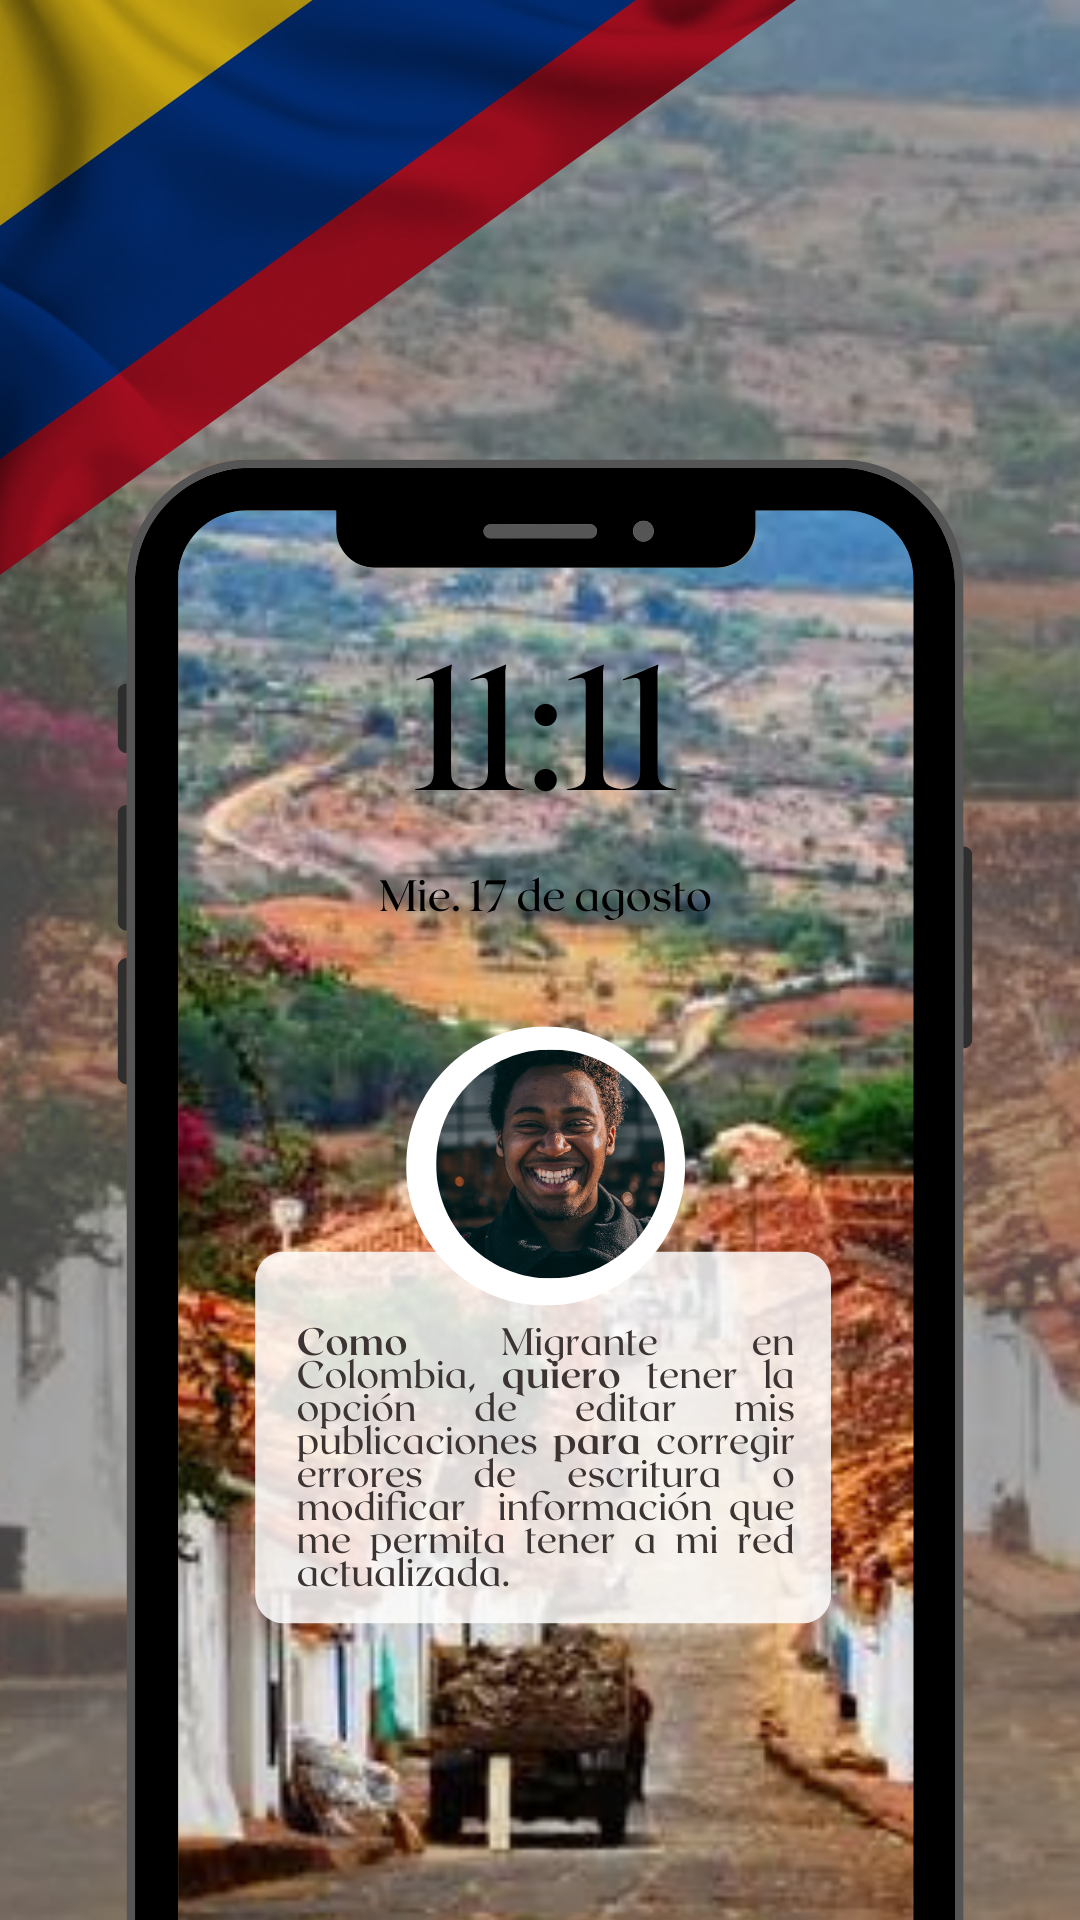 11:11
Mie. 17 de agosto
Como Migrante en
Colombia, quiero tener la
opción de editar mis
publicaciones para corregir
errores de escritura o
modificar información que
me permita tener a mi red
actualizada.